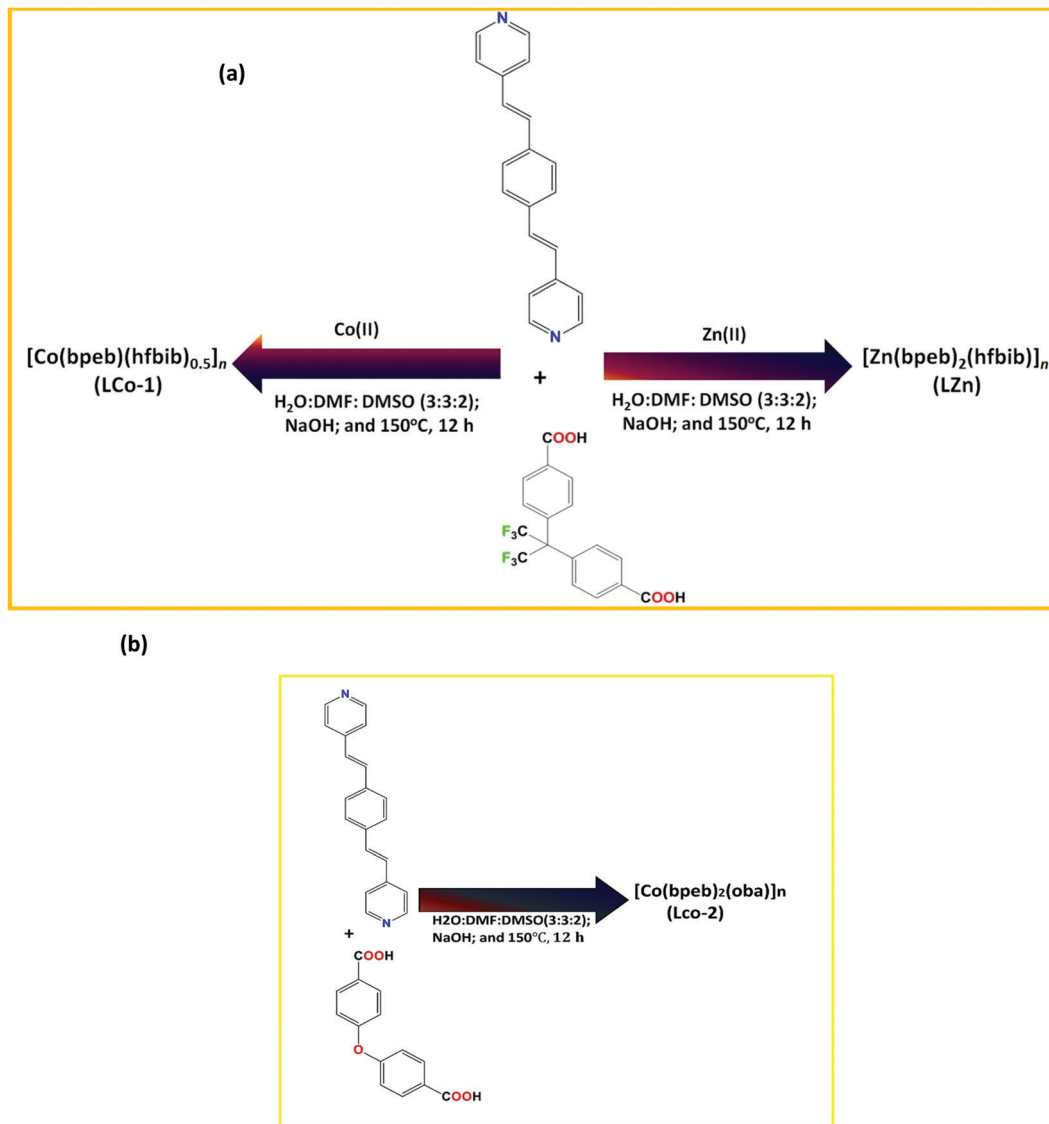 (a)
N
N
Co(II)
[Co(bpeb)(hfbib)₀.₅]n
(LCo-1)
H₂O:DMF: DMSO (3:3:2);
NaOH; and 150°C, 12 h
+
Zn(II)
[Zn(bpeb)₂(hfbib)]n
(LZn)
H₂O:DMF: DMSO (3:3:2);
NaOH; and 150°C, 12 h
COOH
F₃C
F₃C
COOH
(b)
N
N
+
H2O:DMF:DMSO(3:3:2);
NaOH; and 150℃, 12 h
[Co(bpeb)₂(oba)]n
(Lco-2)
COOH
O
COOH